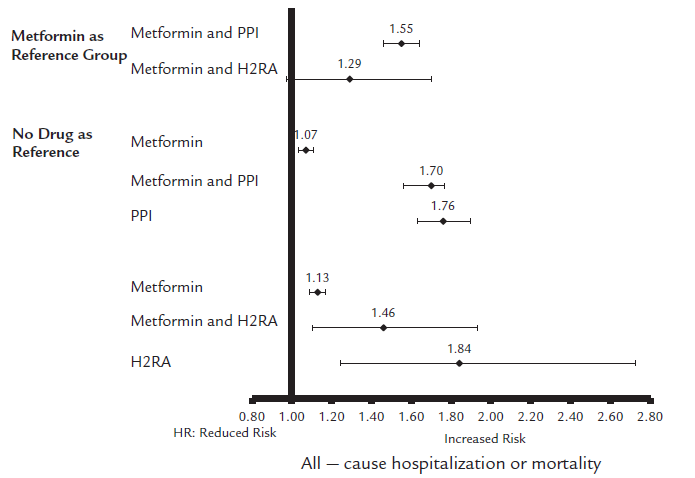 Metformin as
Reference Group
Metformin and PPI
1.55
Metformin and H2RA
1.29
No Drug as
Reference
Metformin
1.07
Metformin and PPI
1.70
PPI
1.76
Metformin
1.13
Metformin and H2RA
1.46
H2RA
1.84
0.80 1.00 1.20 1.40 1.60 1.80 2.00 2.20 2.40 2.60 2.80
HR: Reduced Risk
Increased Risk
All — cause hospitalization or mortality